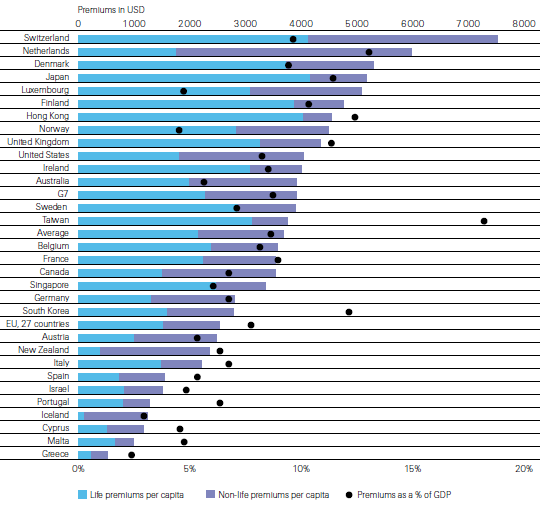 Premiums in USD
0 1000 2000 3000 4000 5000 6000 7000 8000
Switzerland
Netherlands
Denmark
Japan
Luxembourg
Finland
Hong Kong
Norway
United Kingdom
United States
Ireland
Australia
G7
Sweden
Taiwan
Average
Belgium
France
Canada
Singapore
Germany
South Korea
EU, 27 countries
Austria
New Zealand
Italy
Spain
Israel
Portugal
Iceland
Cyprus
Malta
Greece
0% 5% 10% 15% 20%
Life premiums per capita Non-life premiums per capita Premiums as a % of GDP